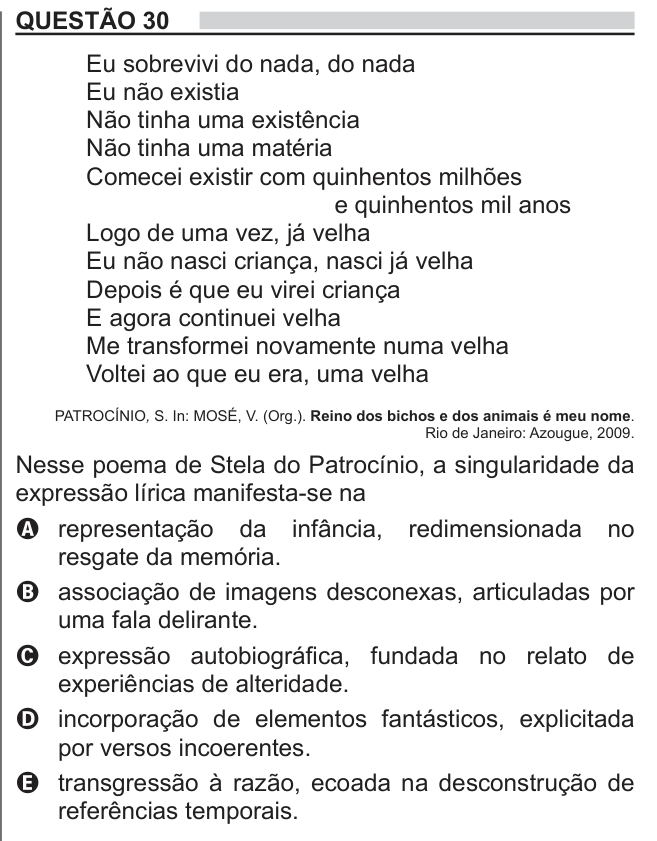 QUESTÃO 30
Eu sobrevivi do nada, do nada
Eu não existia
Não tinha uma existência
Não tinha uma matéria
Comecei existir com quinhentos milhões
e quinhentos mil anos
Logo de uma vez, já velha
Eu não nasci criança, nasci já velha
Depois é que eu virei criança
E agora continuei velha
Me transformei novamente numa velha
Voltei ao que eu era, uma velha
PATROCÍNIO, S. In: MOSÉ, V. (Org.). Reino dos bichos e dos animais é meu nome.
Rio de Janeiro: Azougue, 2009.
Nesse poema de Stela do Patrocínio, a singularidade da
expressão lírica manifesta-se na
A representação da infância, redimensionada no
resgate da memória.
B associação de imagens desconexas, articuladas por
uma fala delirante.
C expressão autobiográfica, fundada no relato de
experiências de alteridade.
D incorporação de elementos fantásticos, explicitada
por versos incoerentes.
E transgressão à razão, ecoada na desconstrução de
referências temporais.